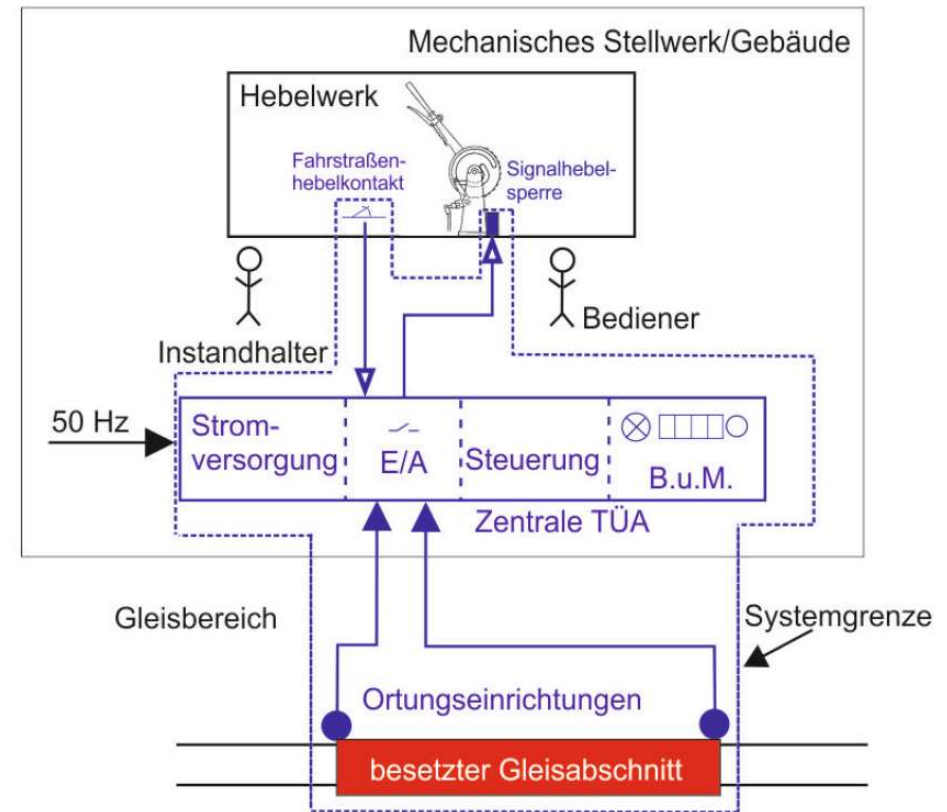 Mechanisches Stellwerk/Gebäude
Hebelwerk
Fahrstraßen-
hebelkontakt
Signalhebel-
sperre
Instandhalter
Bediener
50 Hz
Strom-
versorgung
E/A
Steuerung
B.u.M.
Zentrale TÜA
Gleisbereich
Systemgrenze
Ortungseinrichtungen
besetzter Gleisabschnitt